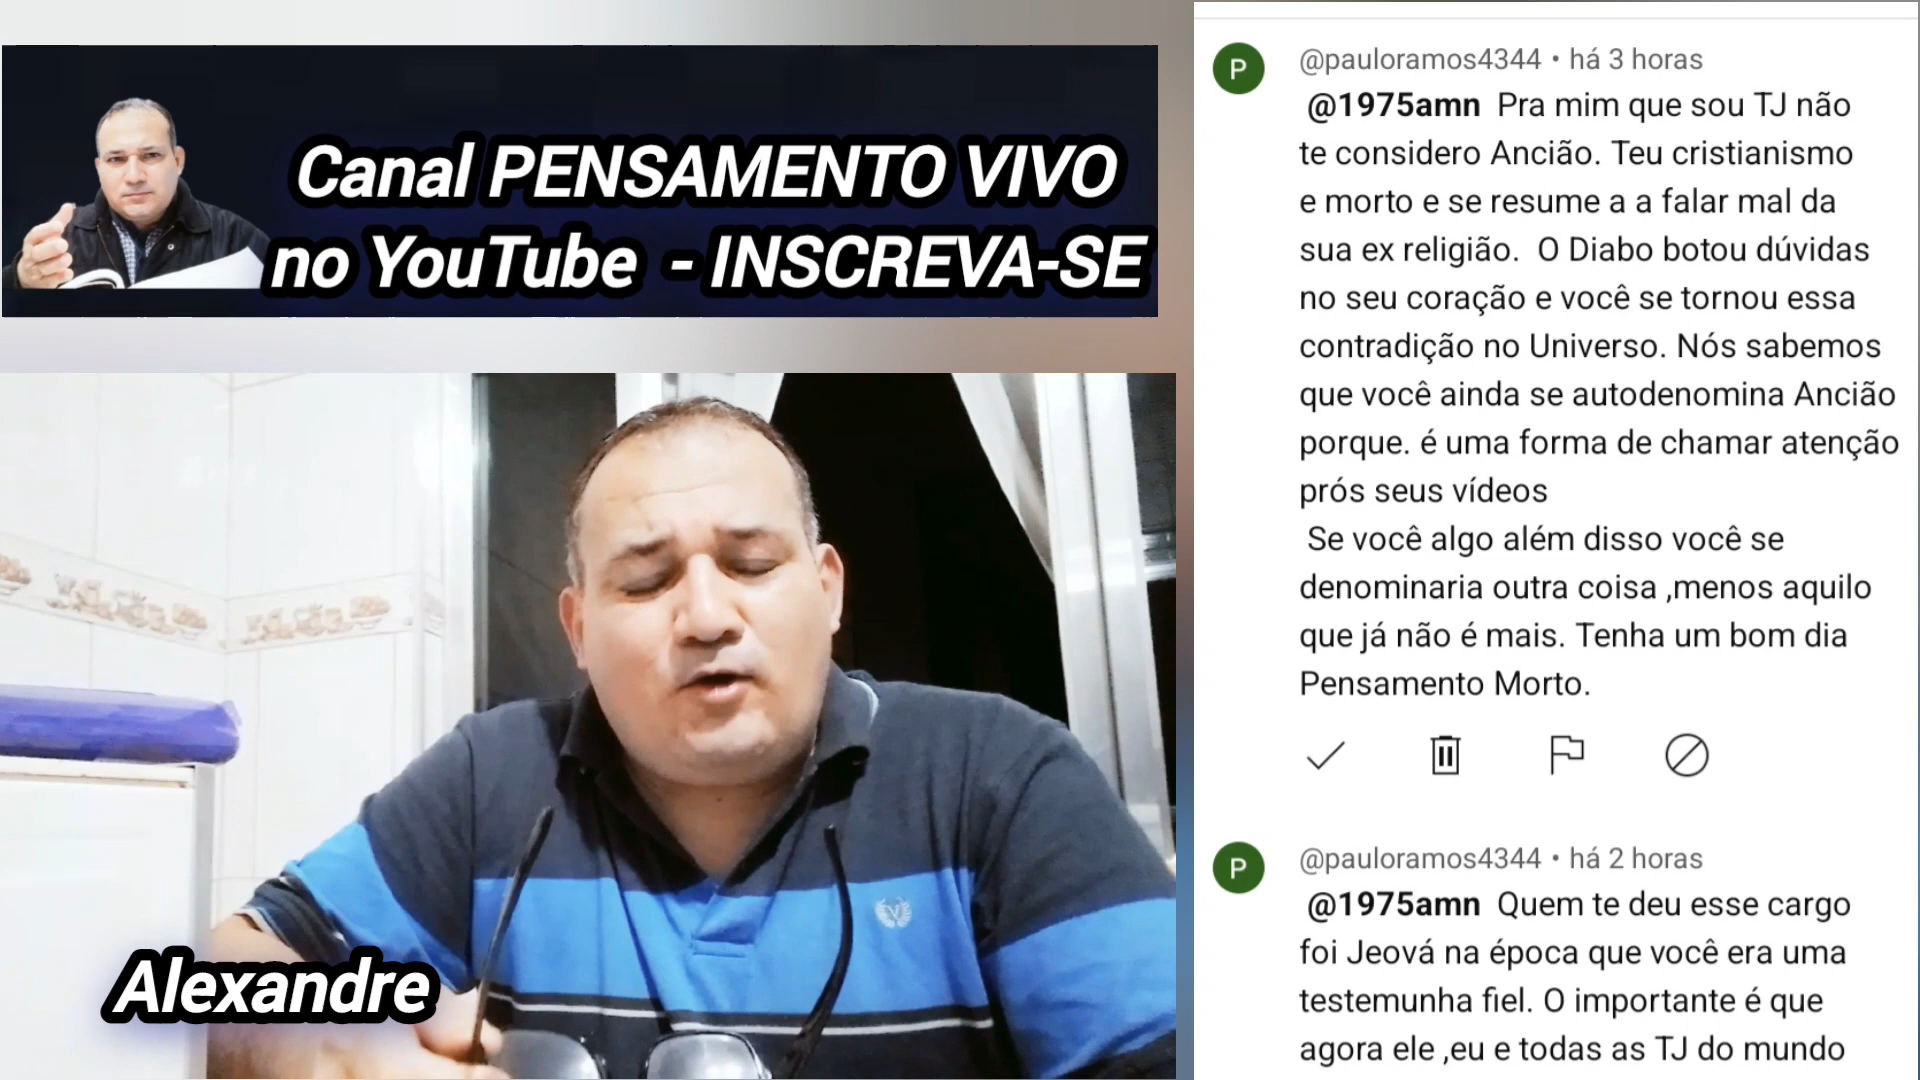 Canal PENSAMENTO VIVO
no YouTube - INSCREVA-SE
Alexandre
P
@pauloramos4344 • há 3 horas
@1975amn Pra mim que sou TJ não
te considero Ancião. Teu cristianismo
e morto e se resume a a falar mal da
sua ex religião. O Diabo botou dúvidas
no seu coração e você se tornou essa
contradição no Universo. Nós sabemos
que você ainda se autodenomina Ancião
porque. é uma forma de chamar atenção
prós seus vídeos
Se você algo além disso você se
denominaria outra coisa ,menos aquilo
que já não é mais. Tenha um bom dia
Pensamento Morto.
P
@pauloramos4344 • há 2 horas
@1975amn Quem te deu esse cargo
foi Jeová na época que você era uma
testemunha fiel. O importante é que
agora ele ,eu e todas as TJ do mundo